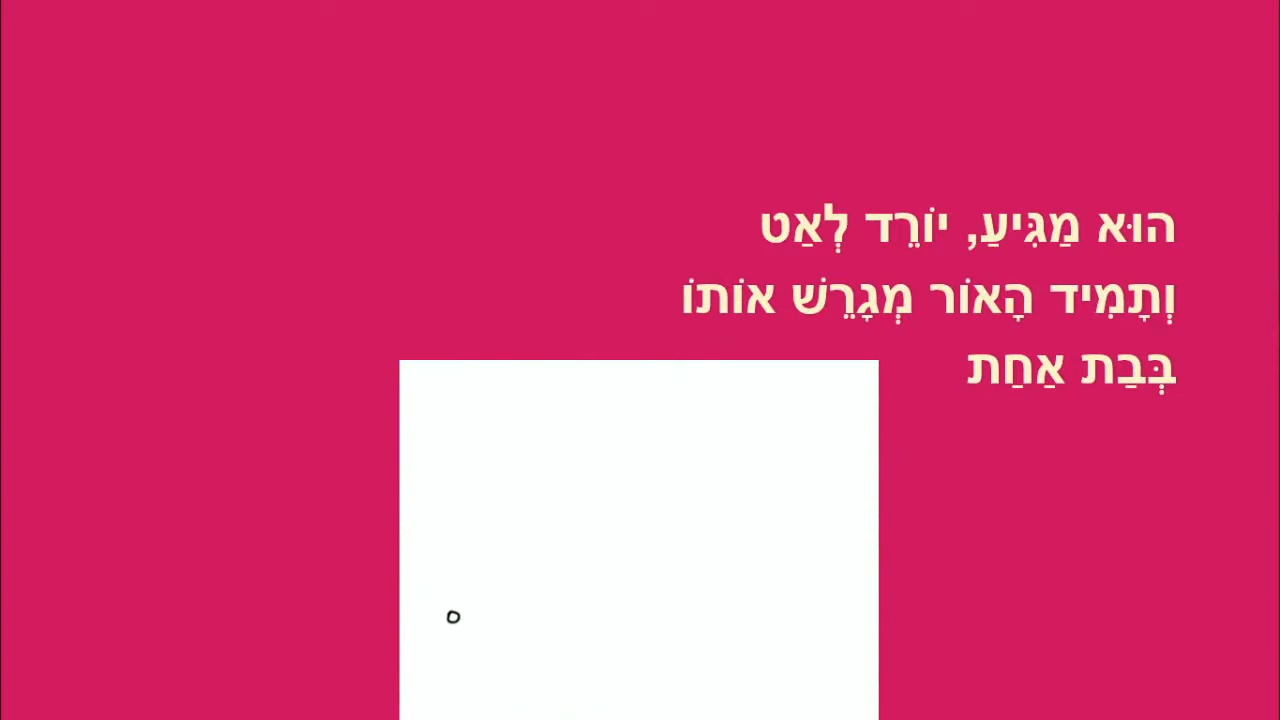 הוּא מַגִּיעַ, יוֹרֵד לְאַט
וְתָמִיד הָאוֹר מְגָרֵשׁ אוֹתוֹ
בְּבַת אַחַת